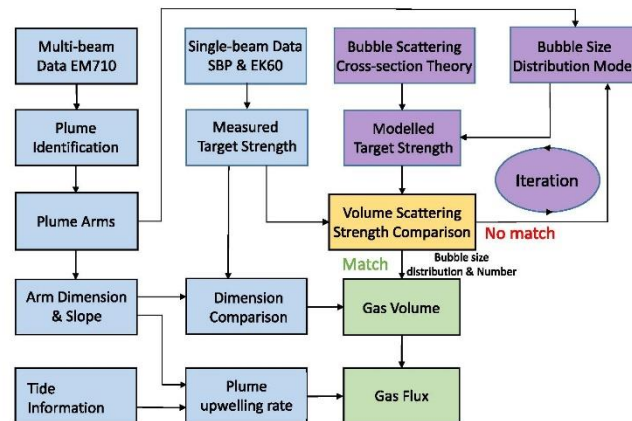 Multi-beam
Data EM710
Single-beam Data
SBP & EK60
Bubble Scattering
Cross-section Theory
Bubble Size
Distribution Model
Plume
Identification
Measured
Target Strength
Modelled
Target Strength
Iteration
Plume Arms
Volume Scattering
Strength Comparison
No match
Match
Bubble size
distribution & Number
Arm Dimension
& Slope
Dimension
Comparison
Gas Volume
Tide
Information
Plume
upwelling rate
Gas Flux